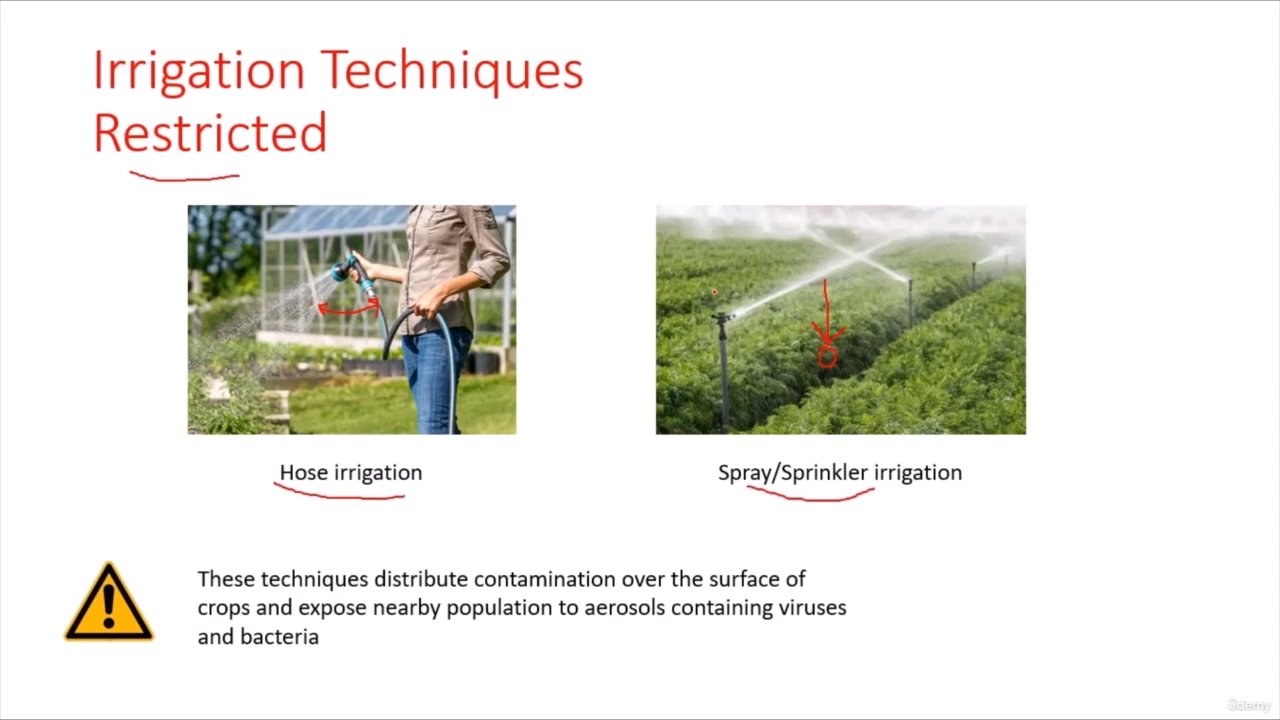 Irrigation Techniques
Restricted
Hose irrigation
Spray/Sprinkler irrigation
These techniques distribute contamination over the surface of
crops and expose nearby population to aerosols containing viruses
and bacteria
ûdemy